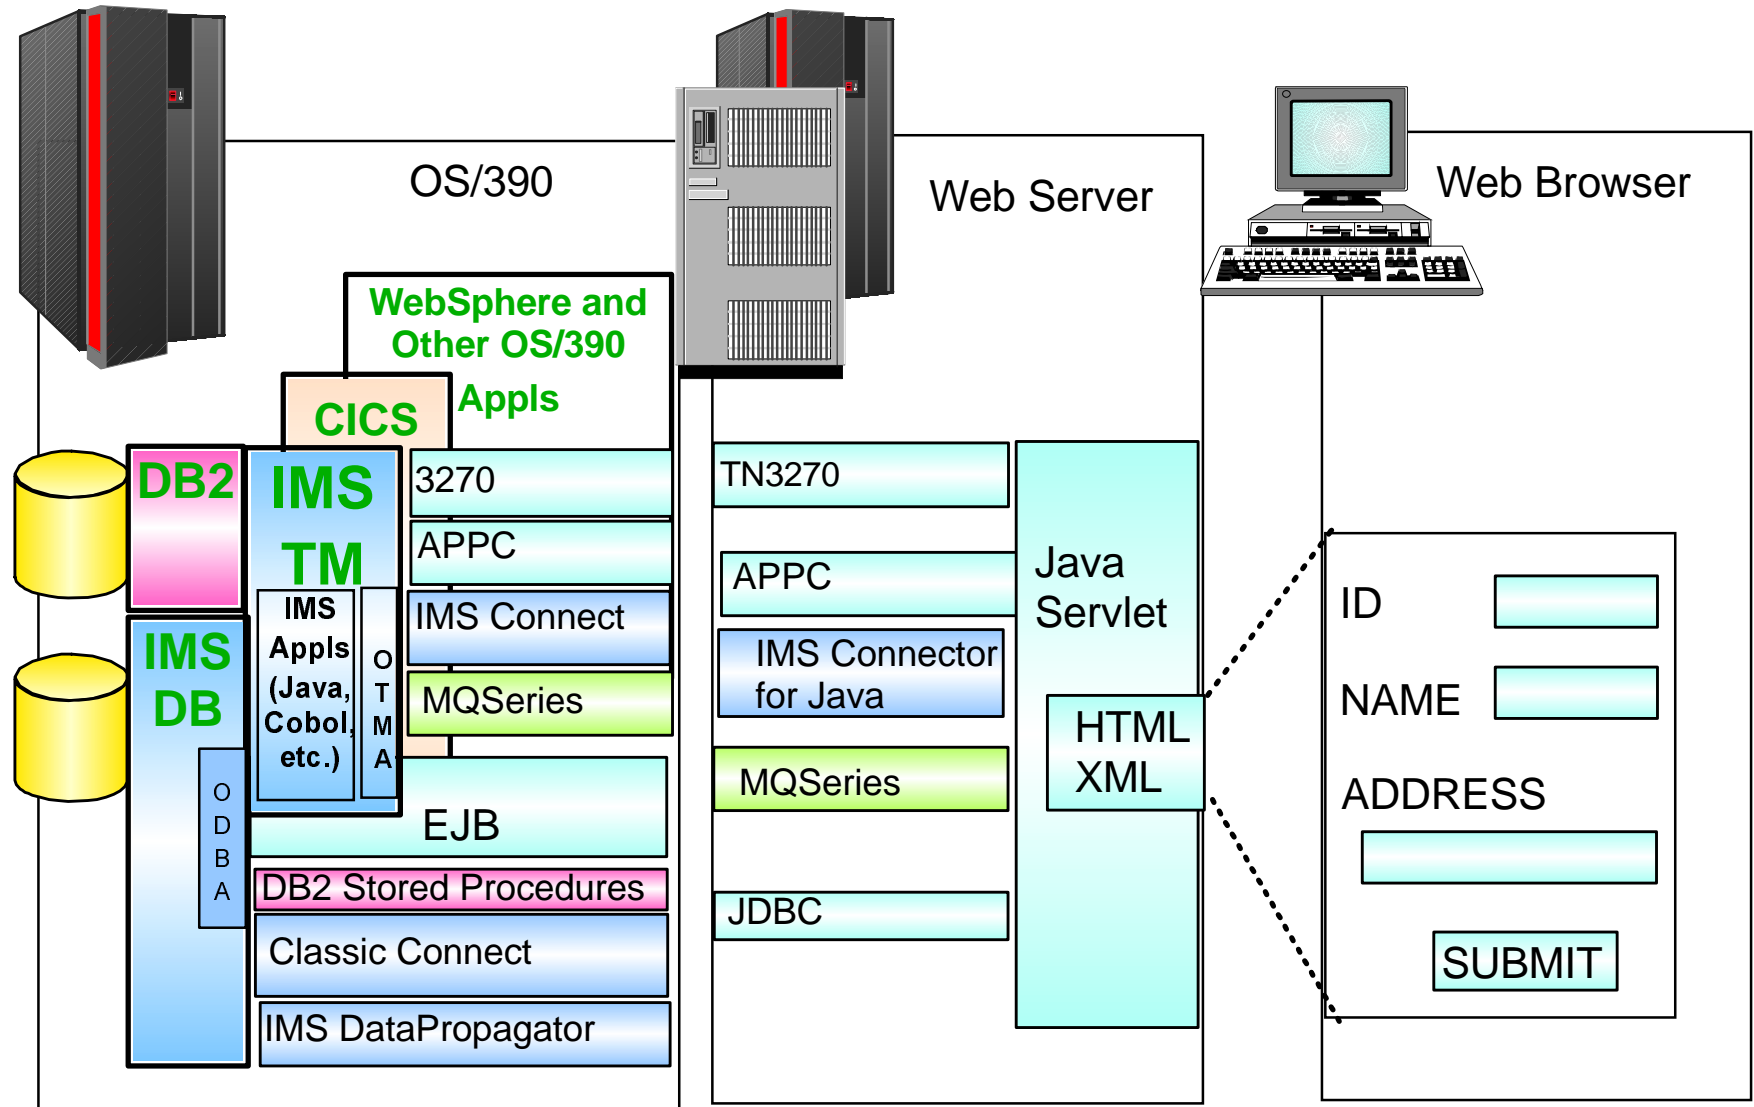 OS/390
Web Server
Web Browser
WebSphere and
Other OS/390
Appls
CICS
DB2
IMS
TM
IMS
Appls
(Java,
Cobol,
etc.)
O
T
M
A
IMS
DB
O
D
B
A
3270
APPC
IMS Connect
MQSeries
EJB
DB2 Stored Procedures
Classic Connect
IMS DataPropagator
TN3270
APPC
IMS Connector
for Java
MQSeries
JDBC
Java
Servlet
HTML
XML
ID
NAME
ADDRESS
SUBMIT